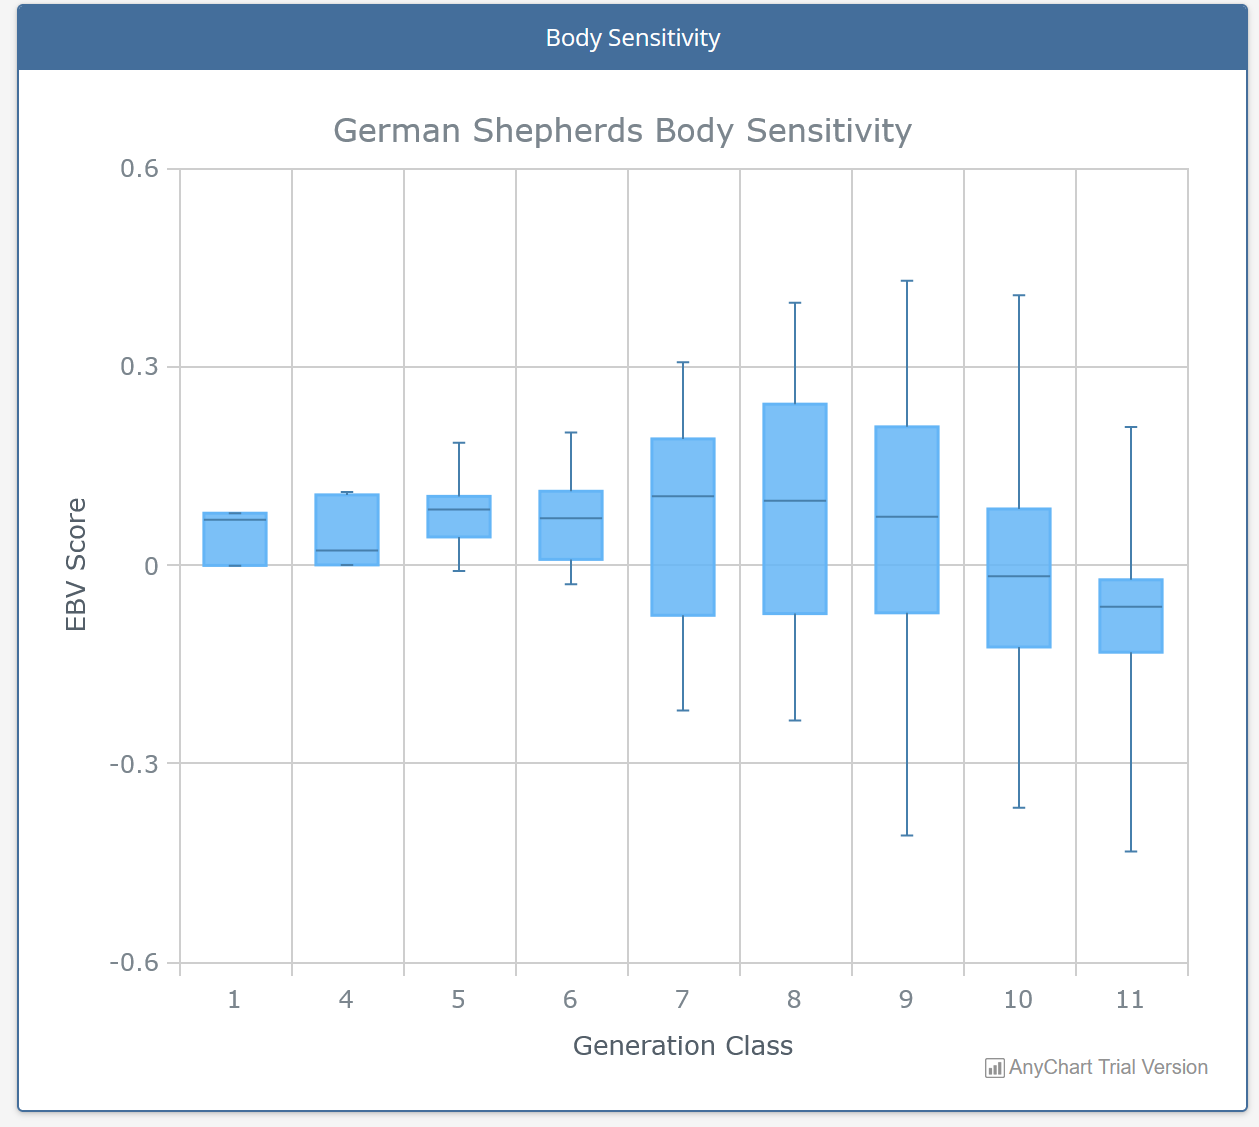 Body Sensitivity
German Shepherds Body Sensitivity
0.6
0.3
0
-0.3
-0.6
EBV Score
1 4 5 6 7 8 9 10 11
Generation Class
AnyChart Trial Version